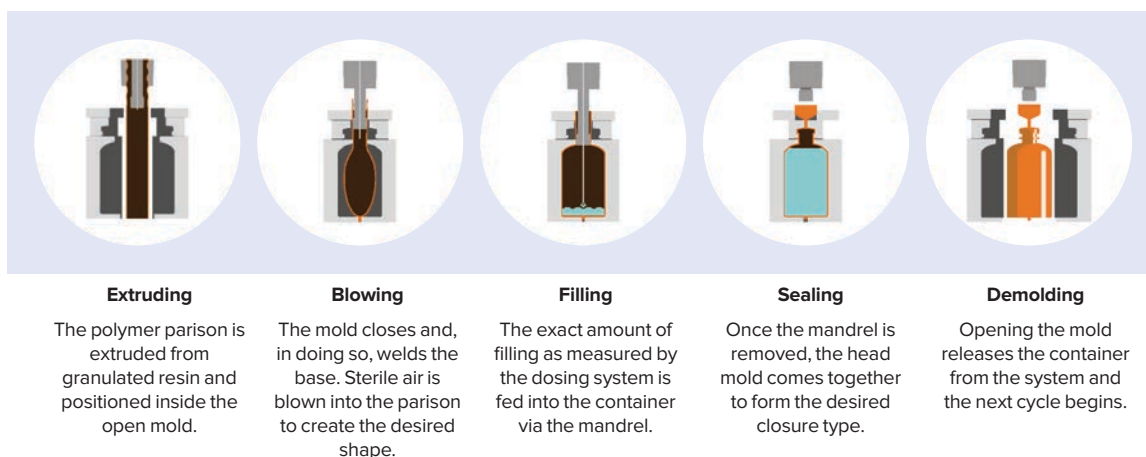 Extruding
The polymer parison is
extruded from
granulated resin and
positioned inside the
open mold.
Blowing
The mold closes and,
in doing so, welds the
base. Sterile air is
blown into the parison
to create the desired
shape.
Filling
The exact amount of
filling as measured by
the dosing system is
fed into the container
via the mandrel.
Sealing
Once the mandrel is
removed, the head
mold comes together
to form the desired
closure type.
Demolding
Opening the mold
releases the container
from the system and
the next cycle begins.